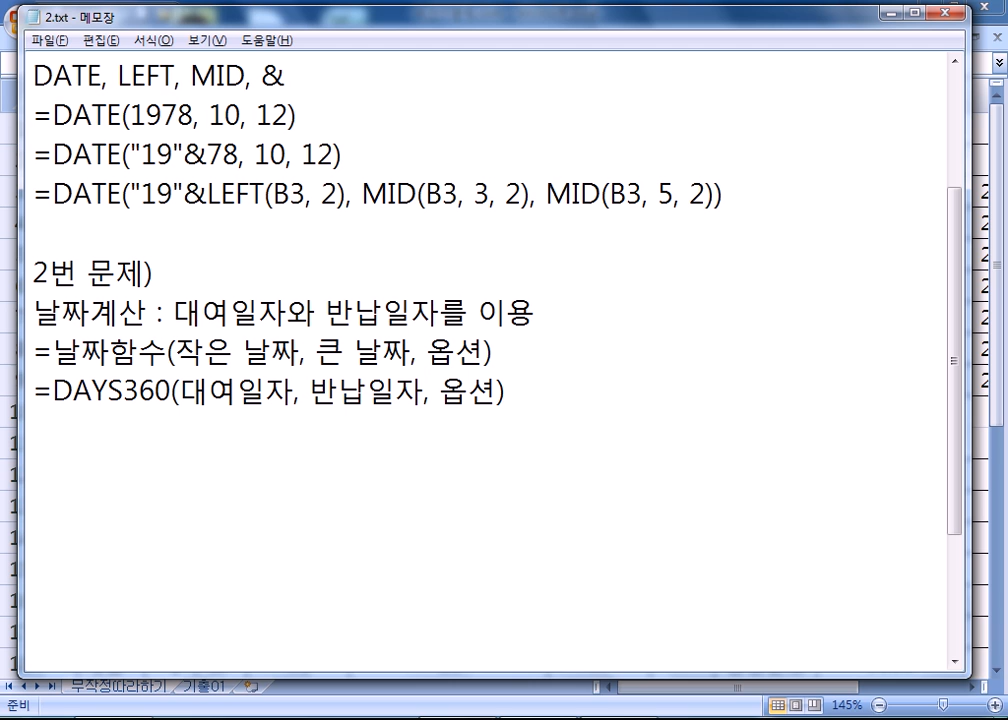 2.txt - 메모장
파일(F) 편집(E) 서식(O) 보기(V) 도움말(H)
DATE, LEFT, MID, &
=DATE(1978, 10, 12)
=DATE("19"&78, 10, 12)
=DATE("19"&LEFT(B3, 2), MID(B3, 3, 2), MID(B3, 5, 2))
2번 문제)
날짜계산 : 대여일자와 반납일자를 이용
=날짜함수(작은 날짜, 큰 날짜, 옵션)
=DAYS360(대여일자, 반납일자, 옵션)
무작정따라하기 기출01
준비 145%